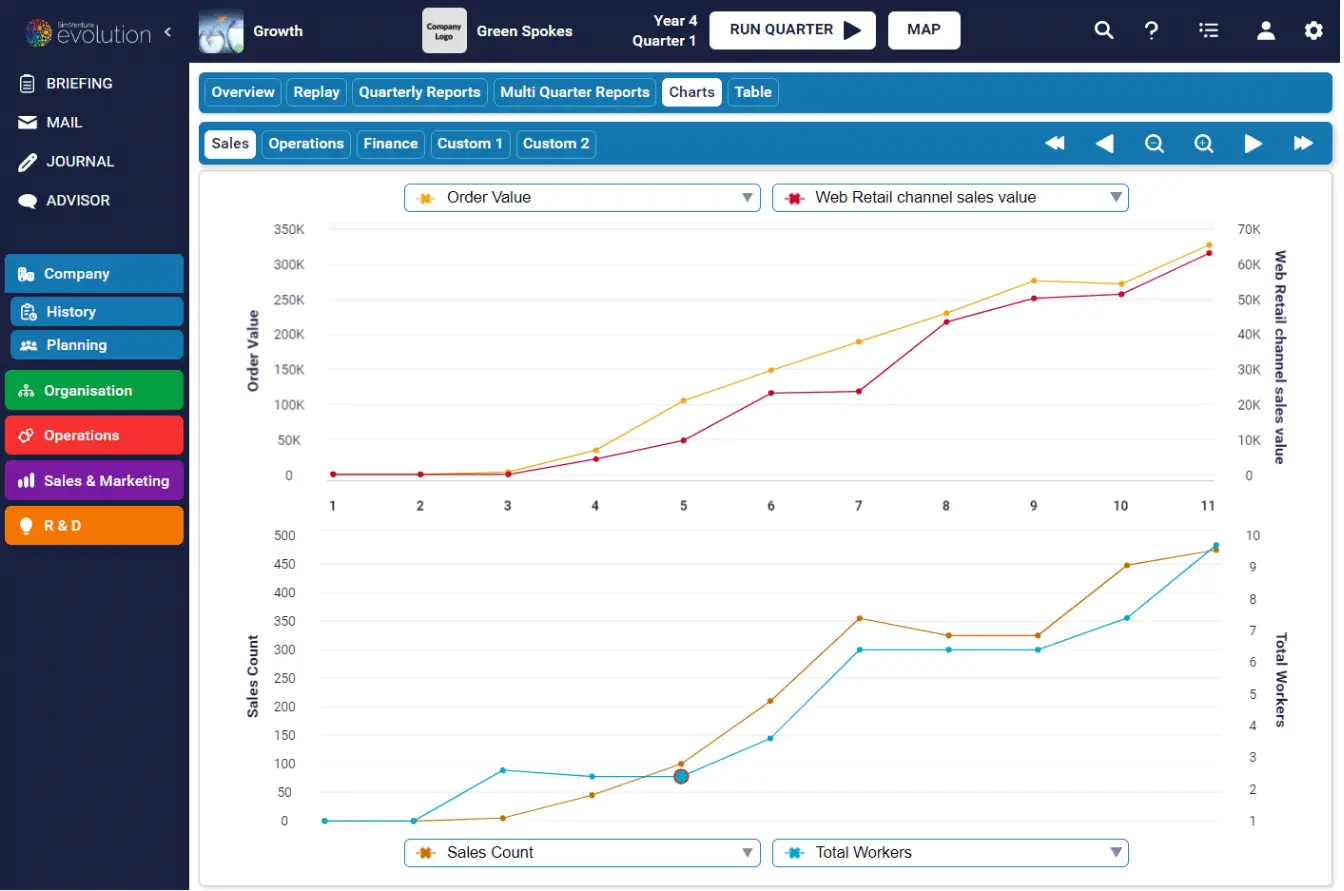 SimVenture
evolution
Growth
Company
Logo
Green Spokes
Year 4
Quarter 1
RUN QUARTER
MAP
BRIEFING
MAIL
JOURNAL
ADVISOR
Company
History
Planning
Organisation
Operations
Sales & Marketing
R & D
Overview Replay Quarterly Reports Multi Quarter Reports Charts Table
Sales Operations Finance Custom 1 Custom 2
Order Value Web Retail channel sales value
350K 70K
300K 60K
250K 50K
200K 40K
150K 30K
100K 20K
50K 10K
0 0
Order Value
Web Retail channel sales value
1 2 3 4 5 6 7 8 9 10 11
500 10
450 9
400 8
350 7
300 6
250 5
200 4
150 3
100 2
50 1
0
Sales Count
Total Workers
Sales Count Total Workers